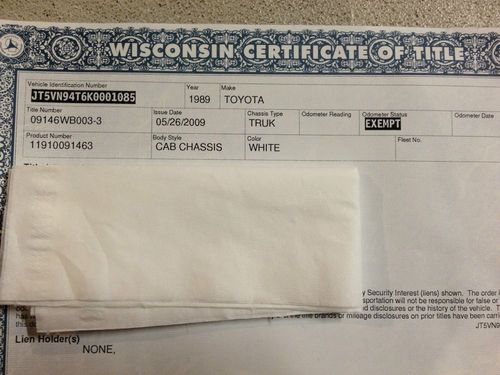 WISCONSIN CERTIFICATE OF TITLE
Vehicle Identification Number Year Make
JT5VN94T6K0001085 1989 TOYOTA
Title Number Issue Date Chassis Type Odometer Reading Odometer Status Odometer Date
09146WB003-3 05/26/2009 TRUK EXEMPT
Product Number Body Style Color Fleet No.
11910091463 CAB CHASSIS WHITE
y Security Interest (liens) shown. The order
sportation will not be responsible for false or
d disclosures or the history of the vehicle. T
the title brands or mileage disclosures on prior titles have been carri
JT5VN9
Lien Holder(s)
NONE,